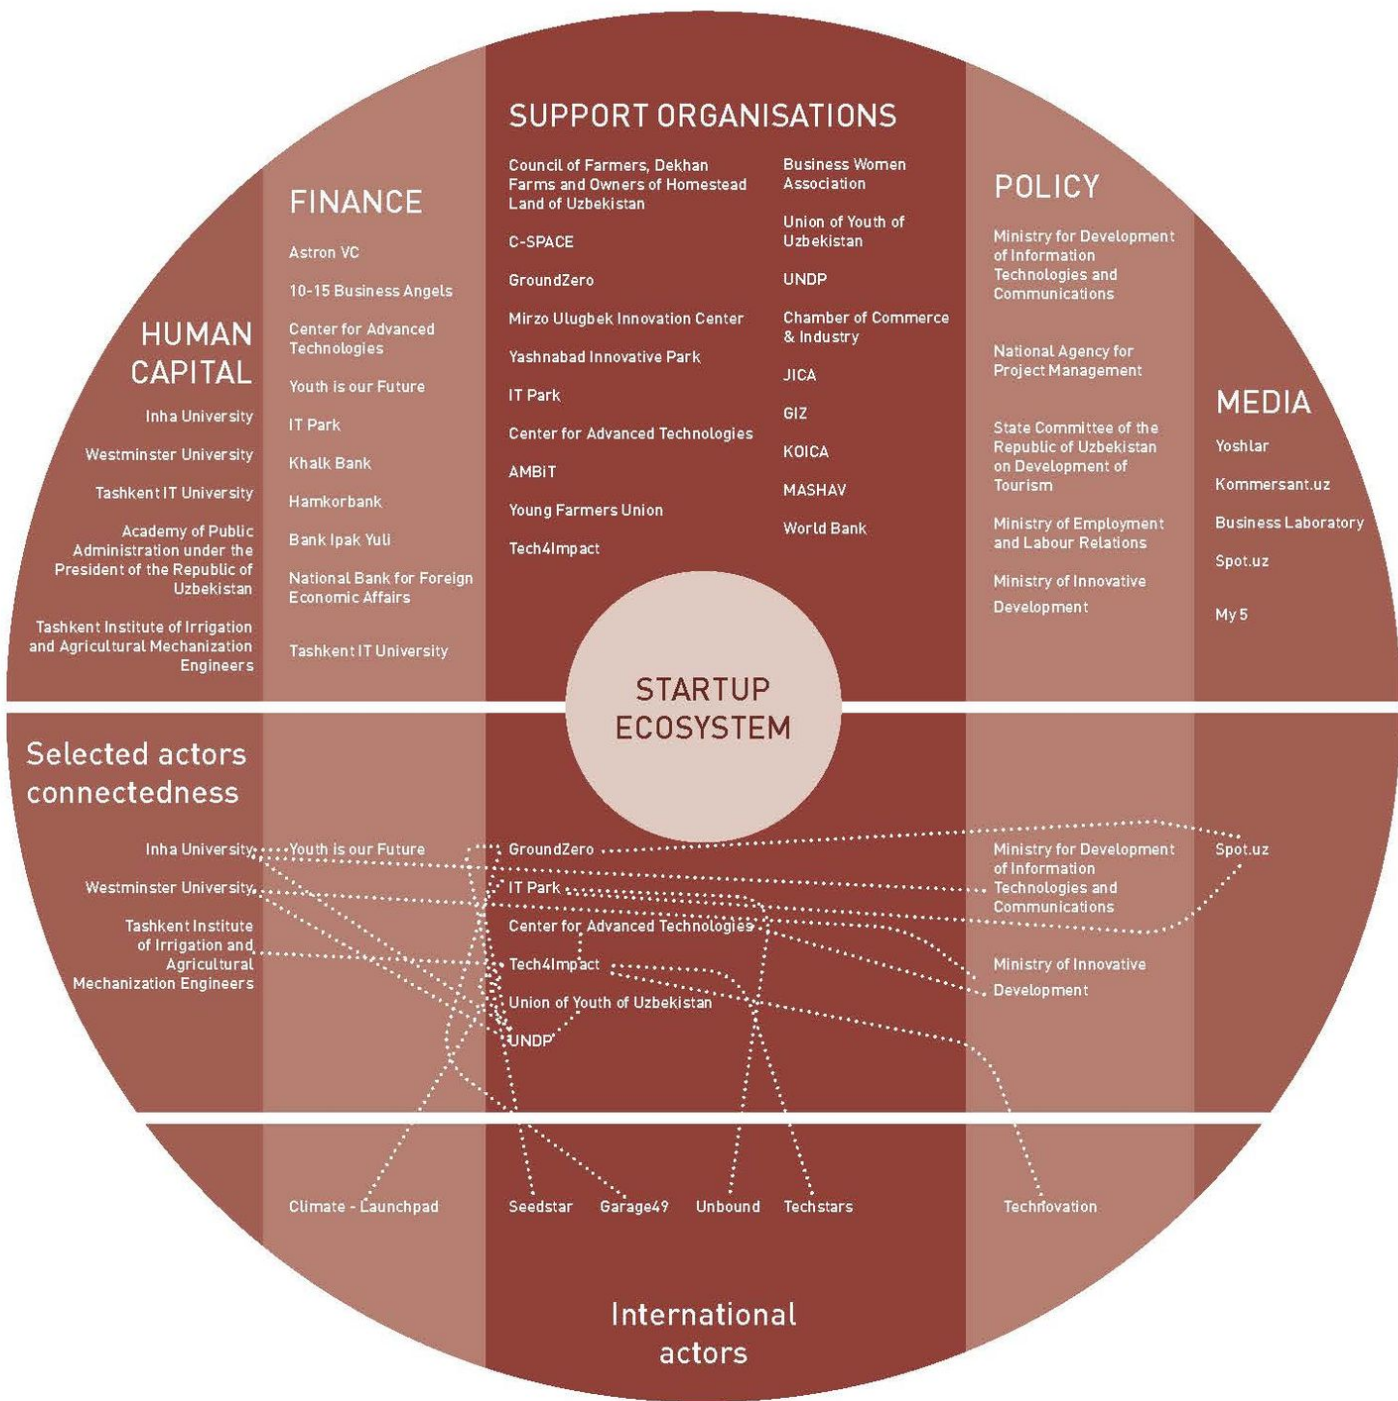 SUPPORT ORGANISATIONS
Council of Farmers, Dekhan
Farms and Owners of Homestead
Land of Uzbekistan
C-SPACE
GroundZero
Mirzo Ulugbek Innovation Center
Yashnabad Innovative Park
IT Park
Center for Advanced Technologies
AMBiT
Young Farmers Union
Tech4Impact
Business Women
Association
Union of Youth of
Uzbekistan
UNDP
Chamber of Commerce
& Industry
JICA
GIZ
KOICA
MASHAV
World Bank
FINANCE
Astron VC
10-15 Business Angels
Center for Advanced
Technologies
Youth is our Future
IT Park
Khalk Bank
Hamkorbank
Bank Ipak Yuli
National Bank for Foreign
Economic Affairs
Tashkent IT University
HUMAN
CAPITAL
Inha University
Westminster University
Tashkent IT University
Academy of Public
Administration under the
President of the Republic of
Uzbekistan
Tashkent Institute of Irrigation
and Agricultural Mechanization
Engineers
POLICY
Ministry for Development
of Information
Technologies and
Communications
National Agency for
Project Management
State Committee of the
Republic of Uzbekistan
on Development of
Tourism
Ministry of Employment
and Labour Relations
Ministry of Innovative
Development
MEDIA
Yoshlar
Kommersant.uz
Business Laboratory
Spot.uz
My 5
STARTUP
ECOSYSTEM
Selected actors
connectedness
Inha University
Westminster University
Tashkent Institute
of Irrigation and
Agricultural
Mechanization Engineers
Youth is our Future
GroundZero
IT Park
Center for Advanced Technologies
Tech4Impact
Union of Youth of Uzbekistan
UNDP
Ministry for Development
of Information
Technologies and
Communications
Ministry of Innovative
Development
Spot.uz
Climate - Launchpad
Seedstar
Garage49
Unbound
Techstars
Technovation
International
actors